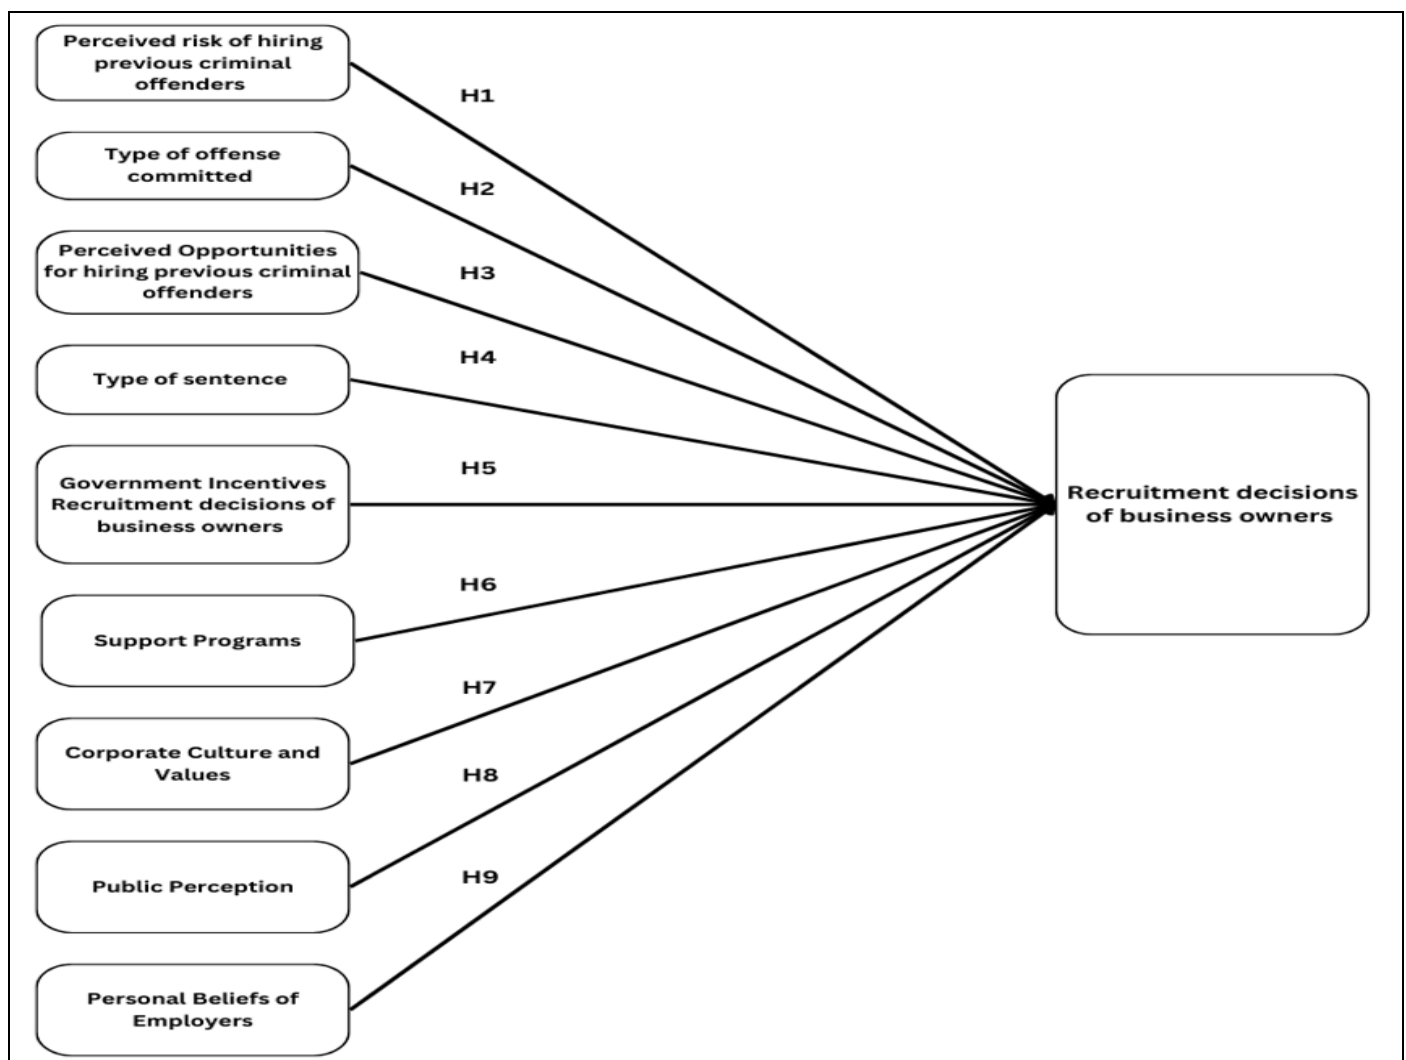 Perceived risk of hiring
previous criminal
offenders
H1
Type of offense
committed
H2
Perceived Opportunities
for hiring previous criminal
offenders
H3
H4
Type of sentence
H5
Government Incentives
Recruitment decisions of
business owners
Recruitment decisions
of business owners
H6
Support Programs
H7
Corporate Culture and
Values
H8
Public Perception
H9
Personal Beliefs of
Employers